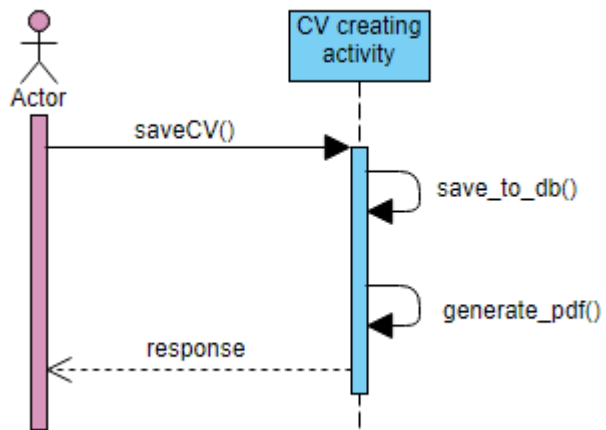 CV creating
activity
Actor
saveCV()
save_to_db()
generate_pdf()
response